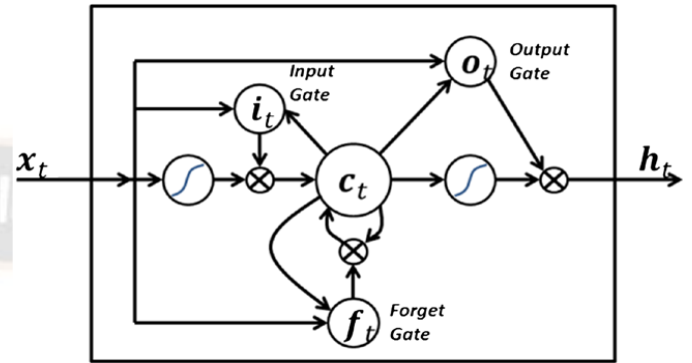 Output
Gate
o_t
Input
Gate
i_t
x_t
c_t
h_t
Forget
Gate
f_t